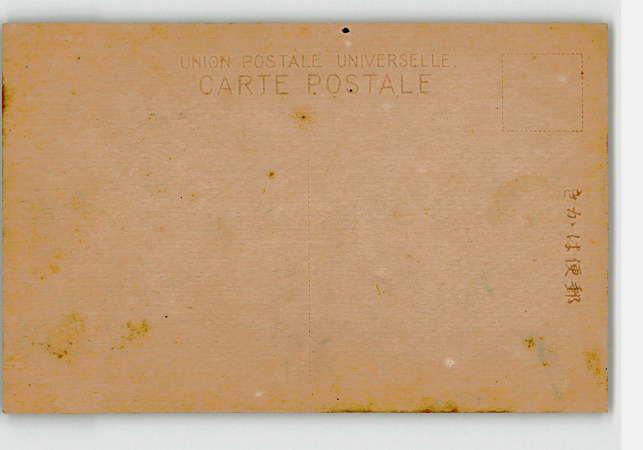 UNION POSTALE UNIVERSELLE.
CARTE POSTALE
きかは便郵